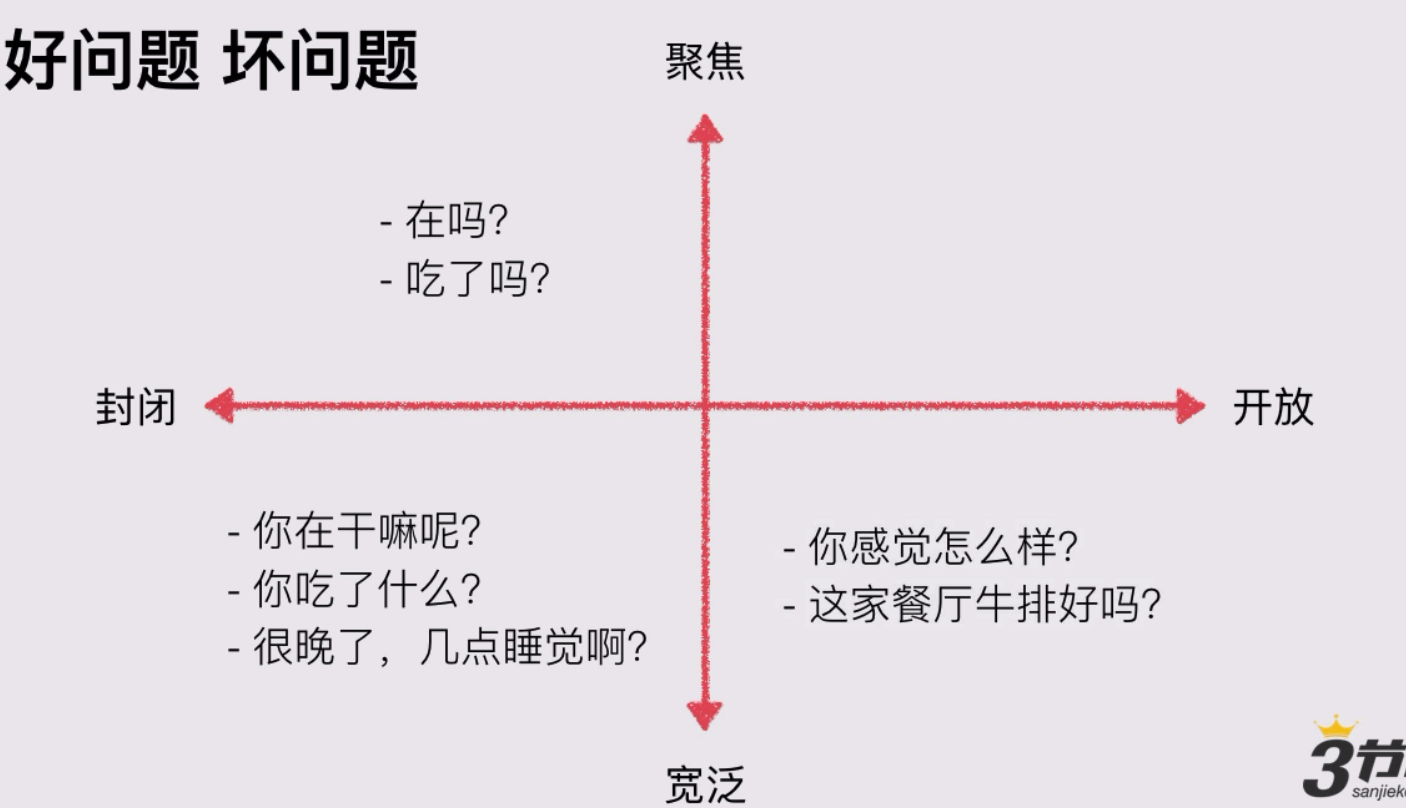 好问题 坏问题
聚焦
- 在吗?
- 吃了吗?
封闭
开放
- 你在干嘛呢?
- 你吃了什么?
- 很晚了，几点睡觉啊?
- 你感觉怎么样?
- 这家餐厅牛排好吗?
宽泛
3节
sanjiek